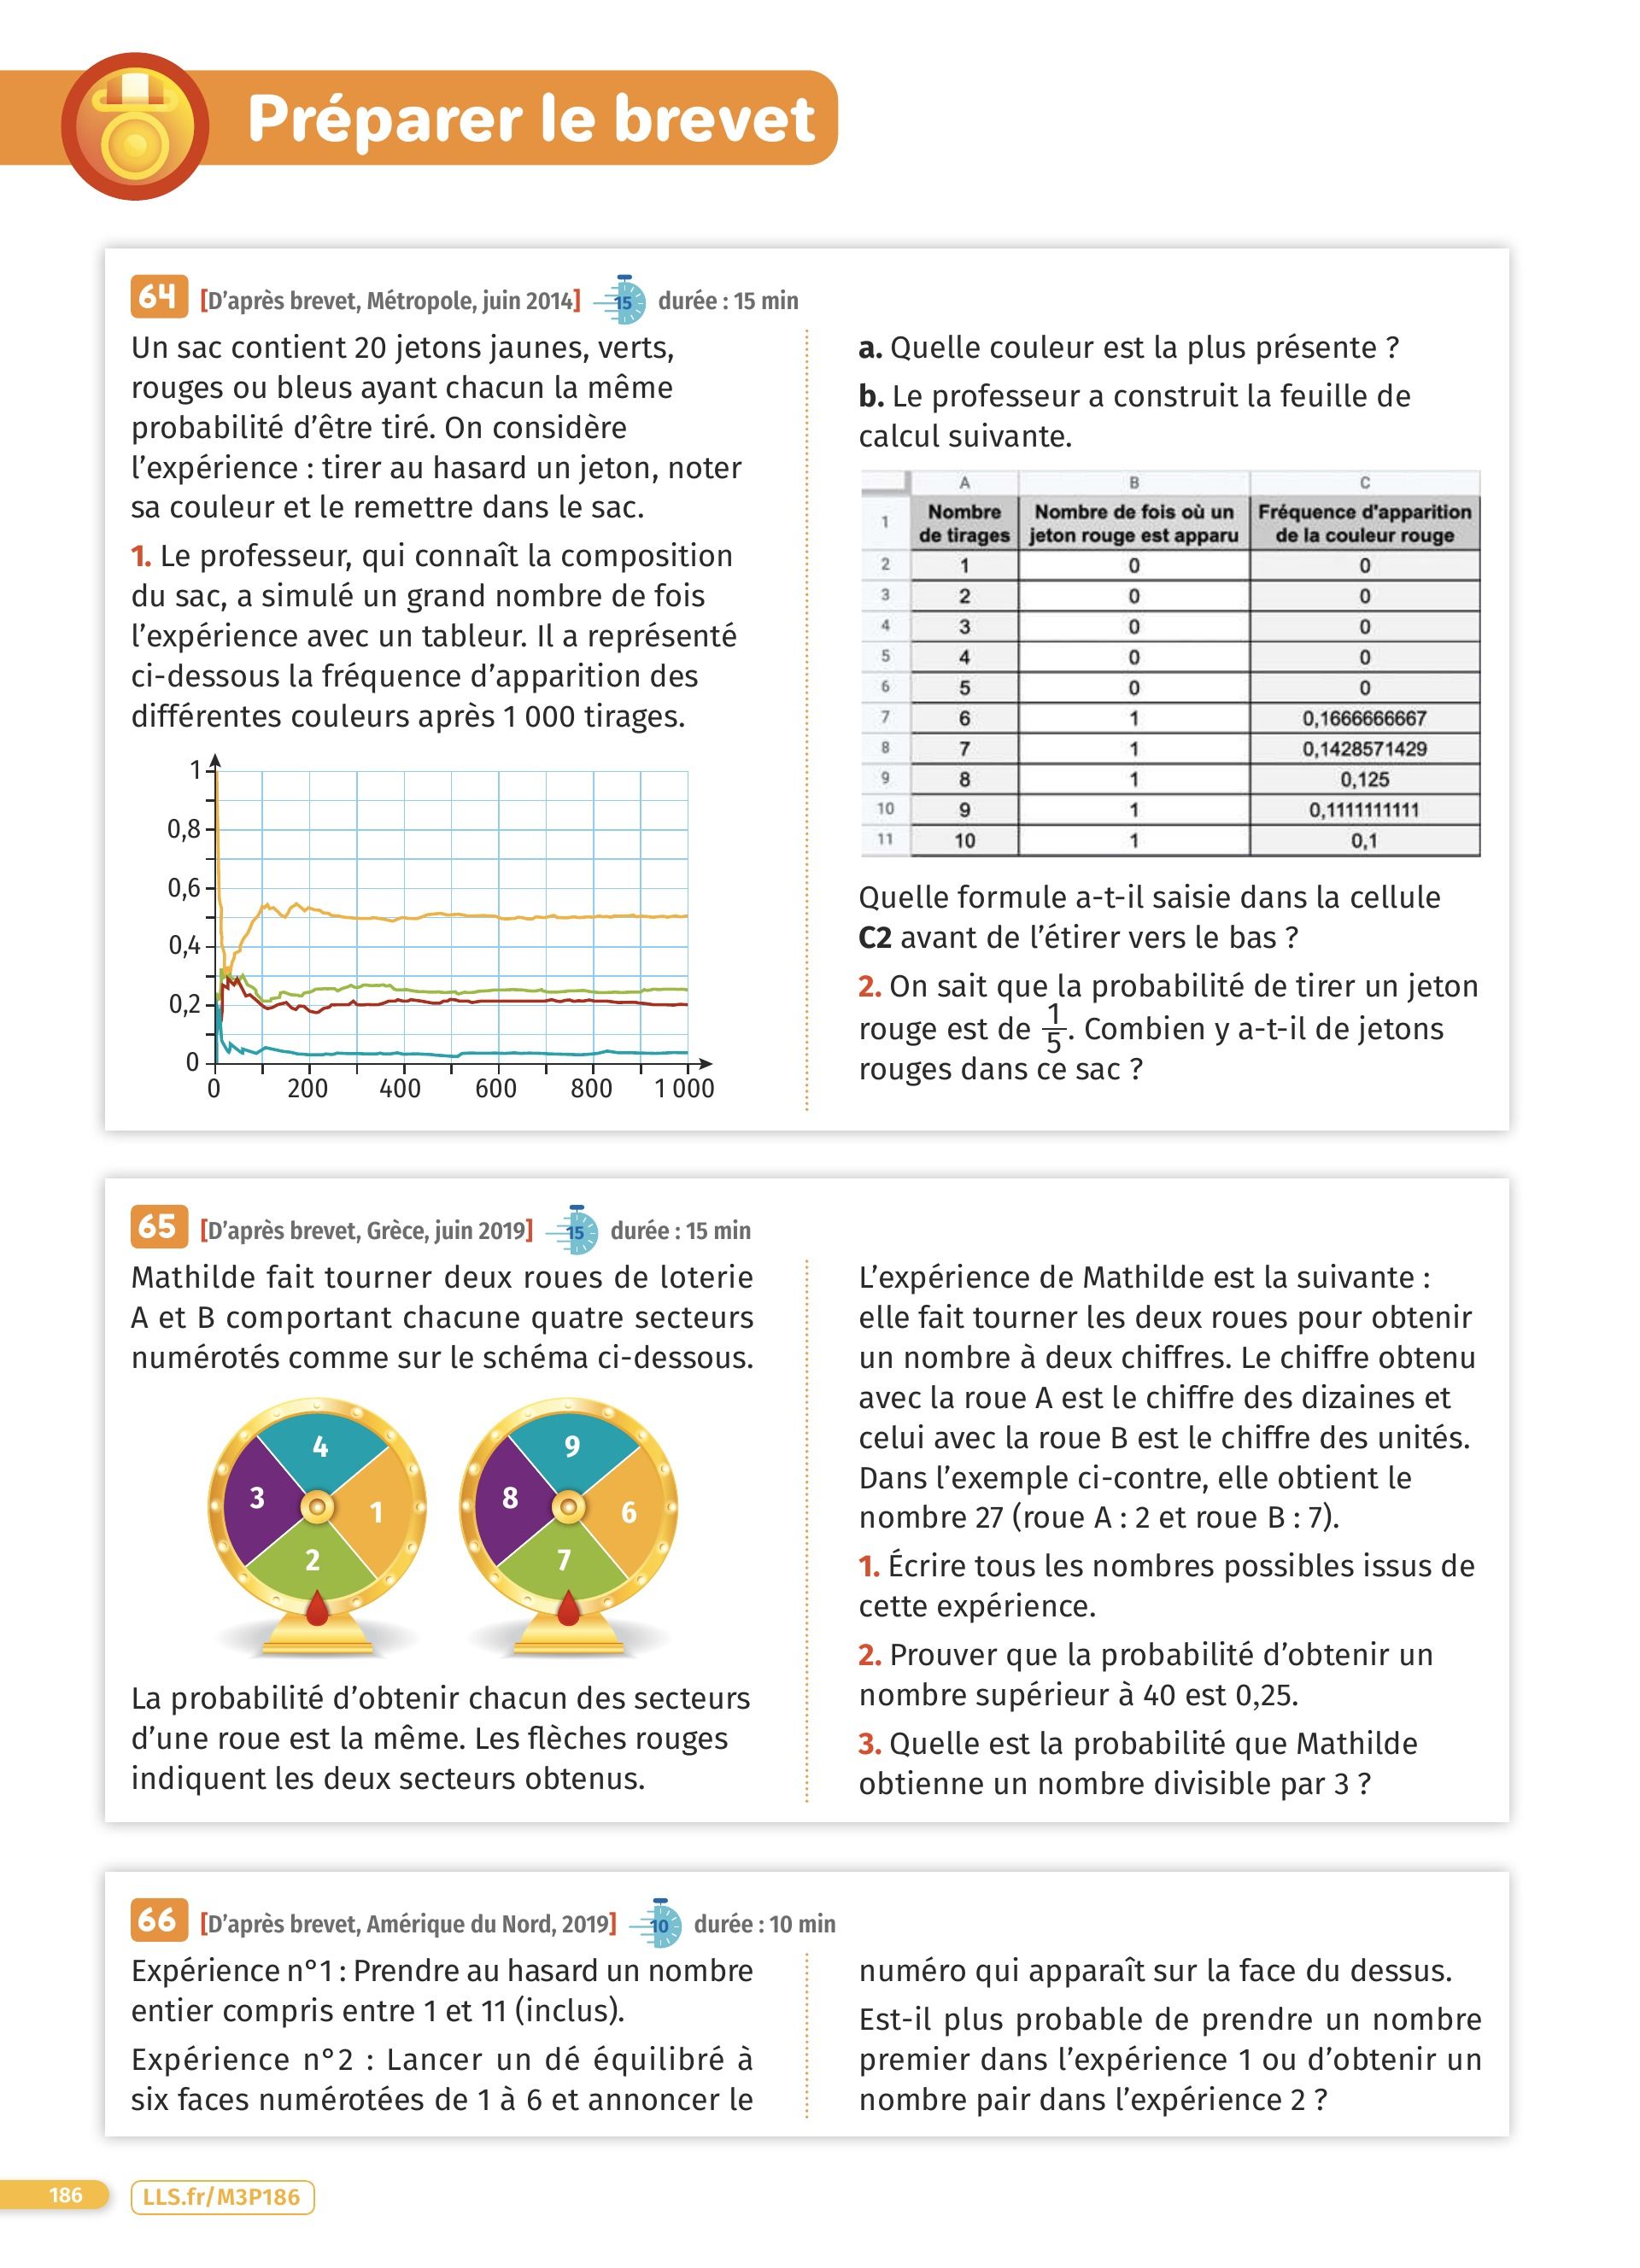 Préparer le brevet
64 [D'après brevet, Métropole, juin 2014] 15 durée : 15 min
Un sac contient 20 jetons jaunes, verts,
rouges ou bleus ayant chacun la même
probabilité d'être tiré. On considère
l'expérience : tirer au hasard un jeton, noter
sa couleur et le remettre dans le sac.
1. Le professeur, qui connaît la composition
du sac, a simulé un grand nombre de fois
l'expérience avec un tableur. Il a représenté
ci-dessous la fréquence d'apparition des
différentes couleurs après 1 000 tirages.
1
0,8
0,6
0,4
0,2
0
0 200 400 600 800 1 000
a. Quelle couleur est la plus présente ?
b. Le professeur a construit la feuille de
calcul suivante.
A B C
1 Nombre de tirages Nombre de fois où un jeton rouge est apparu Fréquence d'apparition de la couleur rouge
2 1 0 0
3 2 0 0
4 3 0 0
5 4 0 0
6 5 0 0
7 6 1 0,1666666667
8 7 1 0,1428571429
9 8 1 0,125
10 9 1 0,1111111111
11 10 1 0,1
Quelle formule a-t-il saisie dans la cellule
C2 avant de l'étirer vers le bas ?
2. On sait que la probabilité de tirer un jeton
rouge est de 1/5. Combien y a-t-il de jetons
rouges dans ce sac ?
65 [D'après brevet, Grèce, juin 2019] 15 durée : 15 min
Mathilde fait tourner deux roues de loterie
A et B comportant chacune quatre secteurs
numérotés comme sur le schéma ci-dessous.
4 9
3 1 8 6
2 7
La probabilité d'obtenir chacun des secteurs
d'une roue est la même. Les flèches rouges
indiquent les deux secteurs obtenus.
L'expérience de Mathilde est la suivante :
elle fait tourner les deux roues pour obtenir
un nombre à deux chiffres. Le chiffre obtenu
avec la roue A est le chiffre des dizaines et
celui avec la roue B est le chiffre des unités.
Dans l'exemple ci-contre, elle obtient le
nombre 27 (roue A : 2 et roue B : 7).
1. Écrire tous les nombres possibles issus de
cette expérience.
2. Prouver que la probabilité d'obtenir un
nombre supérieur à 40 est 0,25.
3. Quelle est la probabilité que Mathilde
obtienne un nombre divisible par 3 ?
66 [D'après brevet, Amérique du Nord, 2019] 10 durée : 10 min
Expérience n°1 : Prendre au hasard un nombre
entier compris entre 1 et 11 (inclus).
Expérience n°2 : Lancer un dé équilibré à
six faces numérotées de 1 à 6 et annoncer le
numéro qui apparaît sur la face du dessus.
Est-il plus probable de prendre un nombre
premier dans l'expérience 1 ou d'obtenir un
nombre pair dans l'expérience 2 ?
186 LLS.fr/M3P186